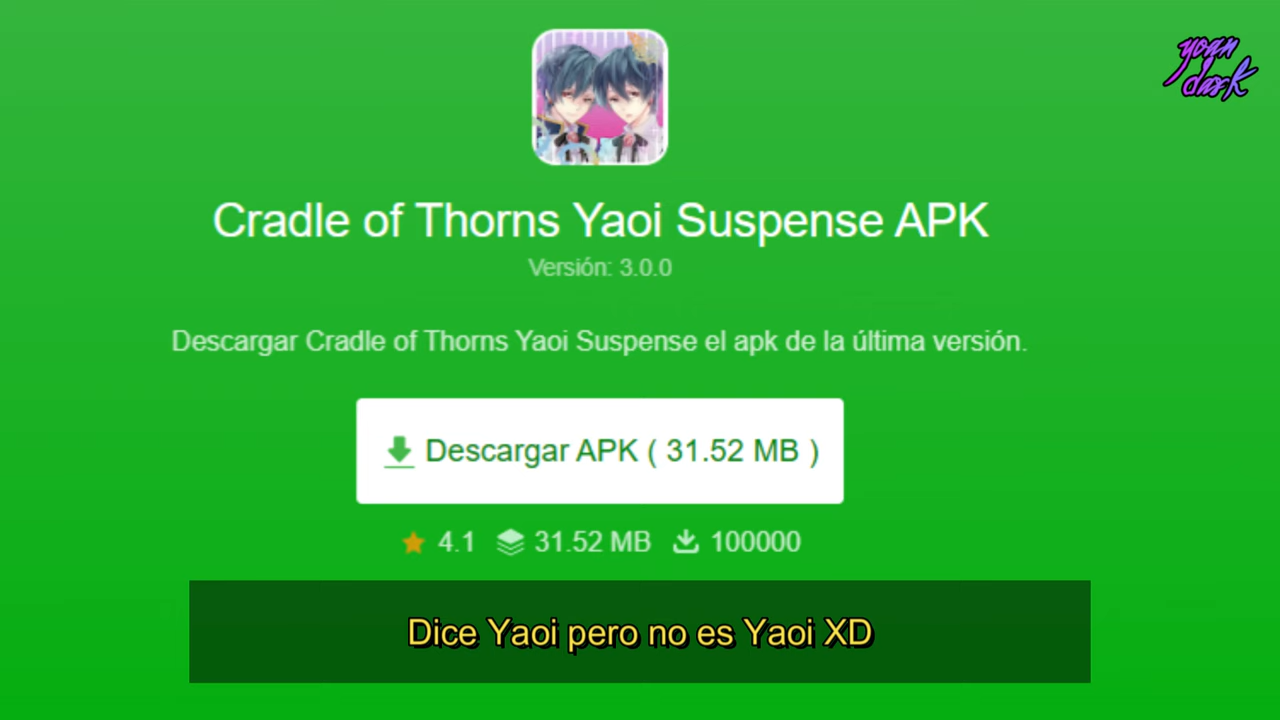 yoan
dark
Cradle of Thorns Yaoi Suspense APK
Versión: 3.0.0
Descargar Cradle of Thorns Yaoi Suspense el apk de la última versión.
Descargar APK ( 31.52 MB )
4.1 31.52 MB 100000
Dice Yaoi pero no es Yaoi XD